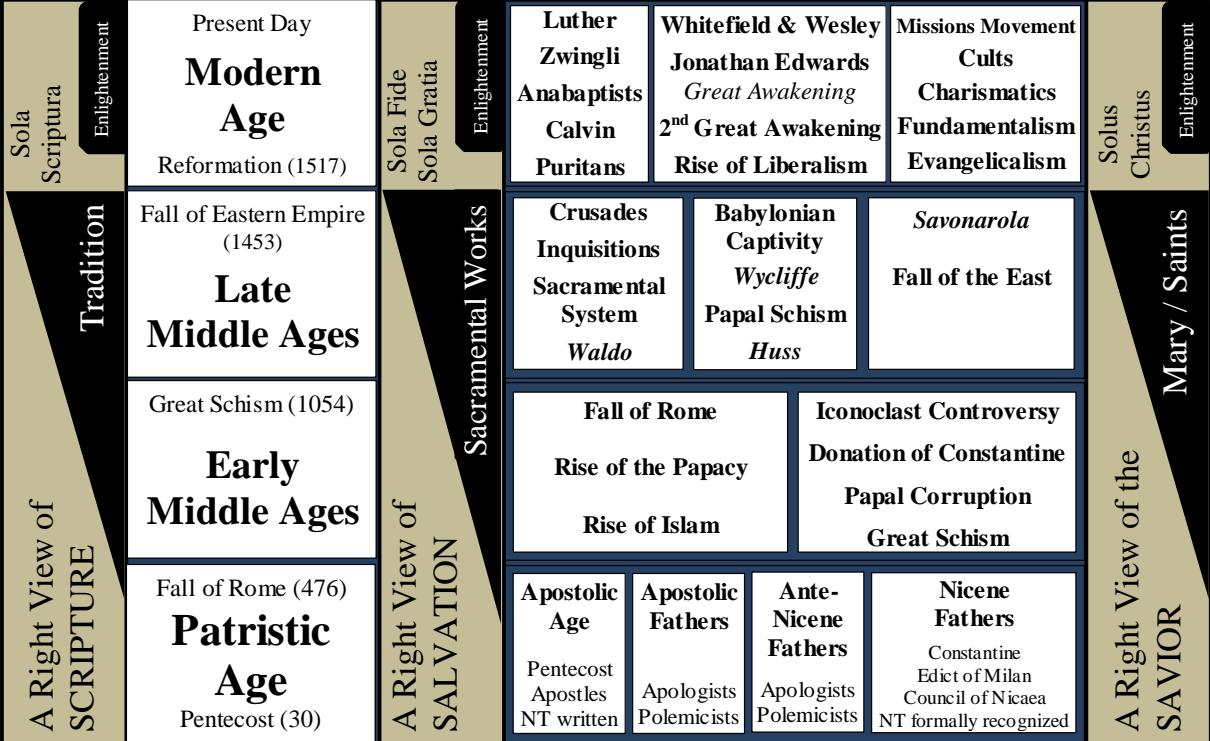 Sola
Scriptura
Enlightenment
Tradition
A Right View of
SCRIPTURE
Present Day
Modern
Age
Reformation (1517)
Fall of Eastern Empire
(1453)
Late
Middle Ages
Great Schism (1054)
Early
Middle Ages
Fall of Rome (476)
Patristic
Age
Pentecost (30)
Sola Fide
Sola Gratia
Enlightenment
Sacramental Works
A Right View of
SALVATION
Luther
Zwingli
Anabaptists
Calvin
Puritans
Whitefield & Wesley
Jonathan Edwards
Great Awakening
2nd Great Awakening
Rise of Liberalism
Missions Movement
Cults
Charismatics
Fundamentalism
Evangelicalism
Crusades
Inquisitions
Sacramental
System
Waldo
Babylonian
Captivity
Wycliffe
Papal Schism
Huss
Savonarola
Fall of the East
Fall of Rome
Rise of the Papacy
Rise of Islam
Iconoclast Controversy
Donation of Constantine
Papal Corruption
Great Schism
Apostolic
Age
Pentecost
Apostles
NT written
Apostolic
Fathers
Apologists
Polemicists
Ante-
Nicene
Fathers
Apologists
Polemicists
Nicene
Fathers
Constantine
Edict of Milan
Council of Nicaea
NT formally recognized
Solus
Christus
Enlightenment
Mary / Saints
A Right View of the
SAVIOR